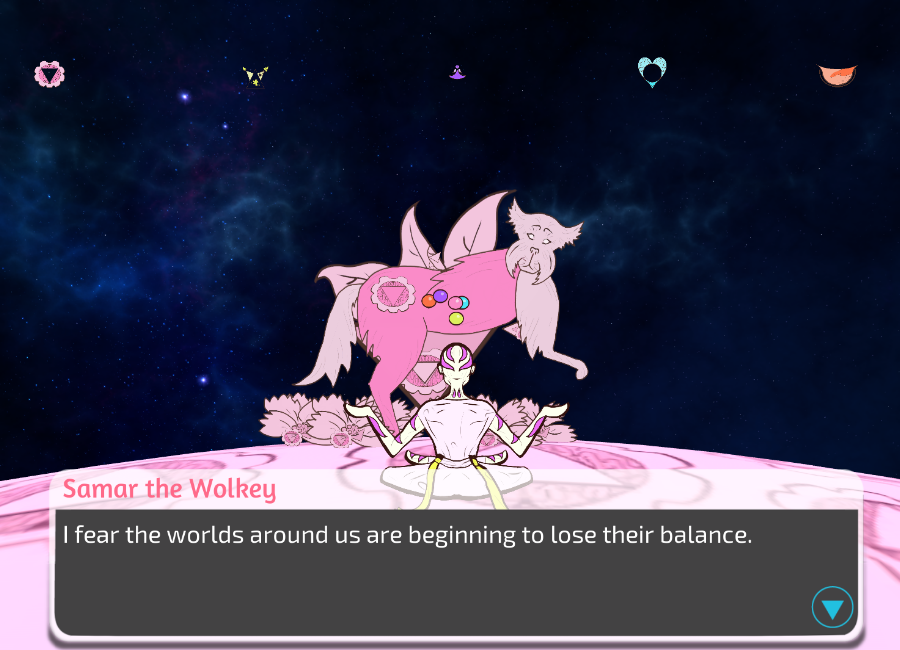 Samar the Wolkey
I fear the worlds around us are beginning to lose their balance.